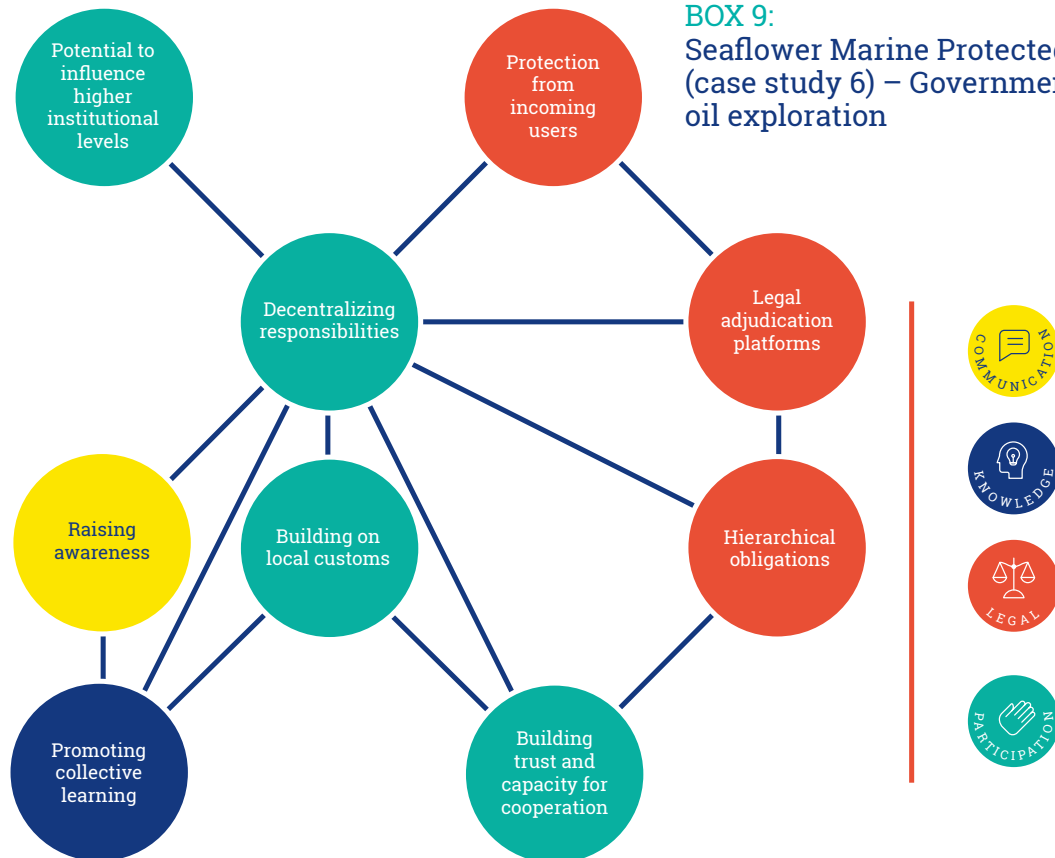 BOX 9:
Seaflower Marine Protected
(case study 6) – Governmen
oil exploration
Potential to
influence
higher
institutional
levels
Protection
from
incoming
users
Decentralizing
responsibilities
Legal
adjudication
platforms
Raising
awareness
Building on
local customs
Hierarchical
obligations
Promoting
collective
learning
Building
trust and
capacity for
cooperation
COMMUNICATION
KNOWLEDGE
LEGAL
PARTICIPATION